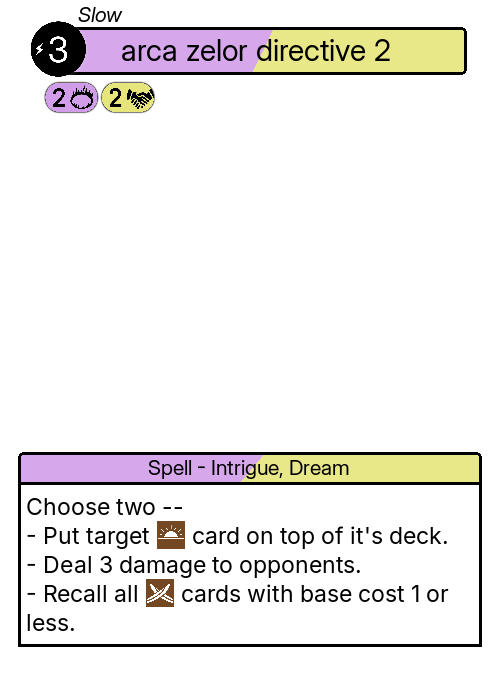 Slow
3 arca zelor directive 2
2 2
Spell - Intrigue, Dream
Choose two --
- Put target card on top of it's deck.
- Deal 3 damage to opponents.
- Recall all cards with base cost 1 or
less.